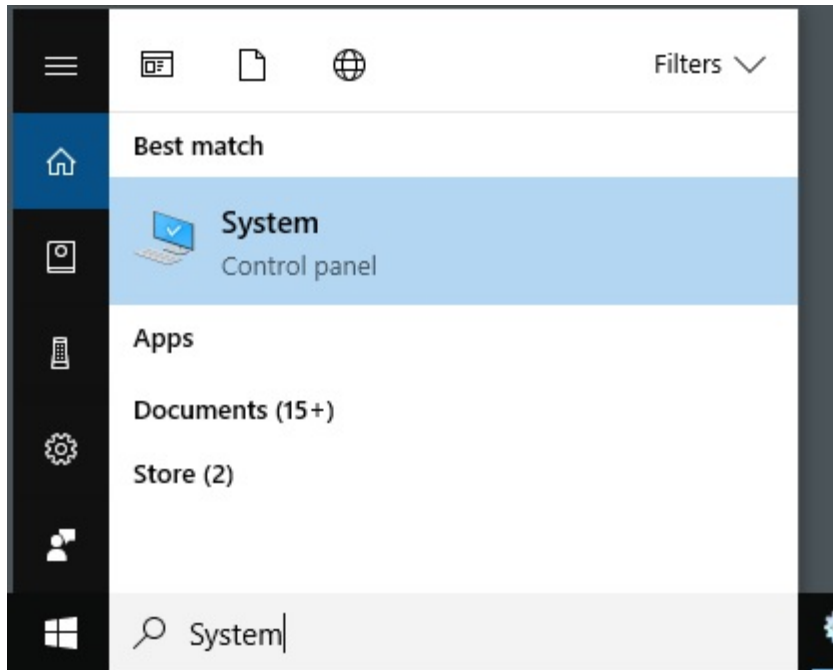 Filters
Best match
System
Control panel
Apps
Documents (15+)
Store (2)
System